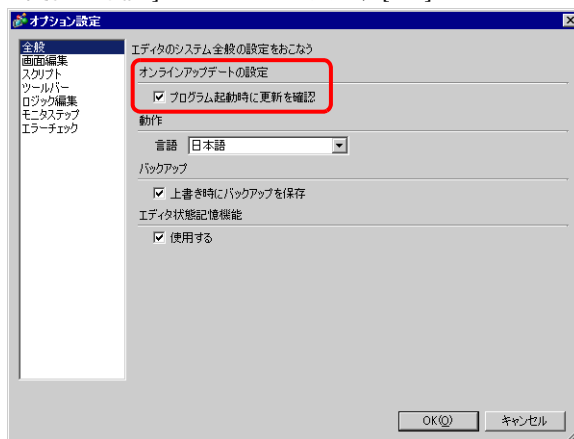 オプション設定
全般
画面編集
スクリプト
ツールバー
ロジック編集
モニタステップ
エラーチェック
エディタのシステム全般の設定をおこなう
オンラインアップデートの設定
プログラム起動時に更新を確認
動作
言語 日本語
バックアップ
上書き時にバックアップを保存
エディタ状態記憶機能
使用する
OK(O) キャンセル